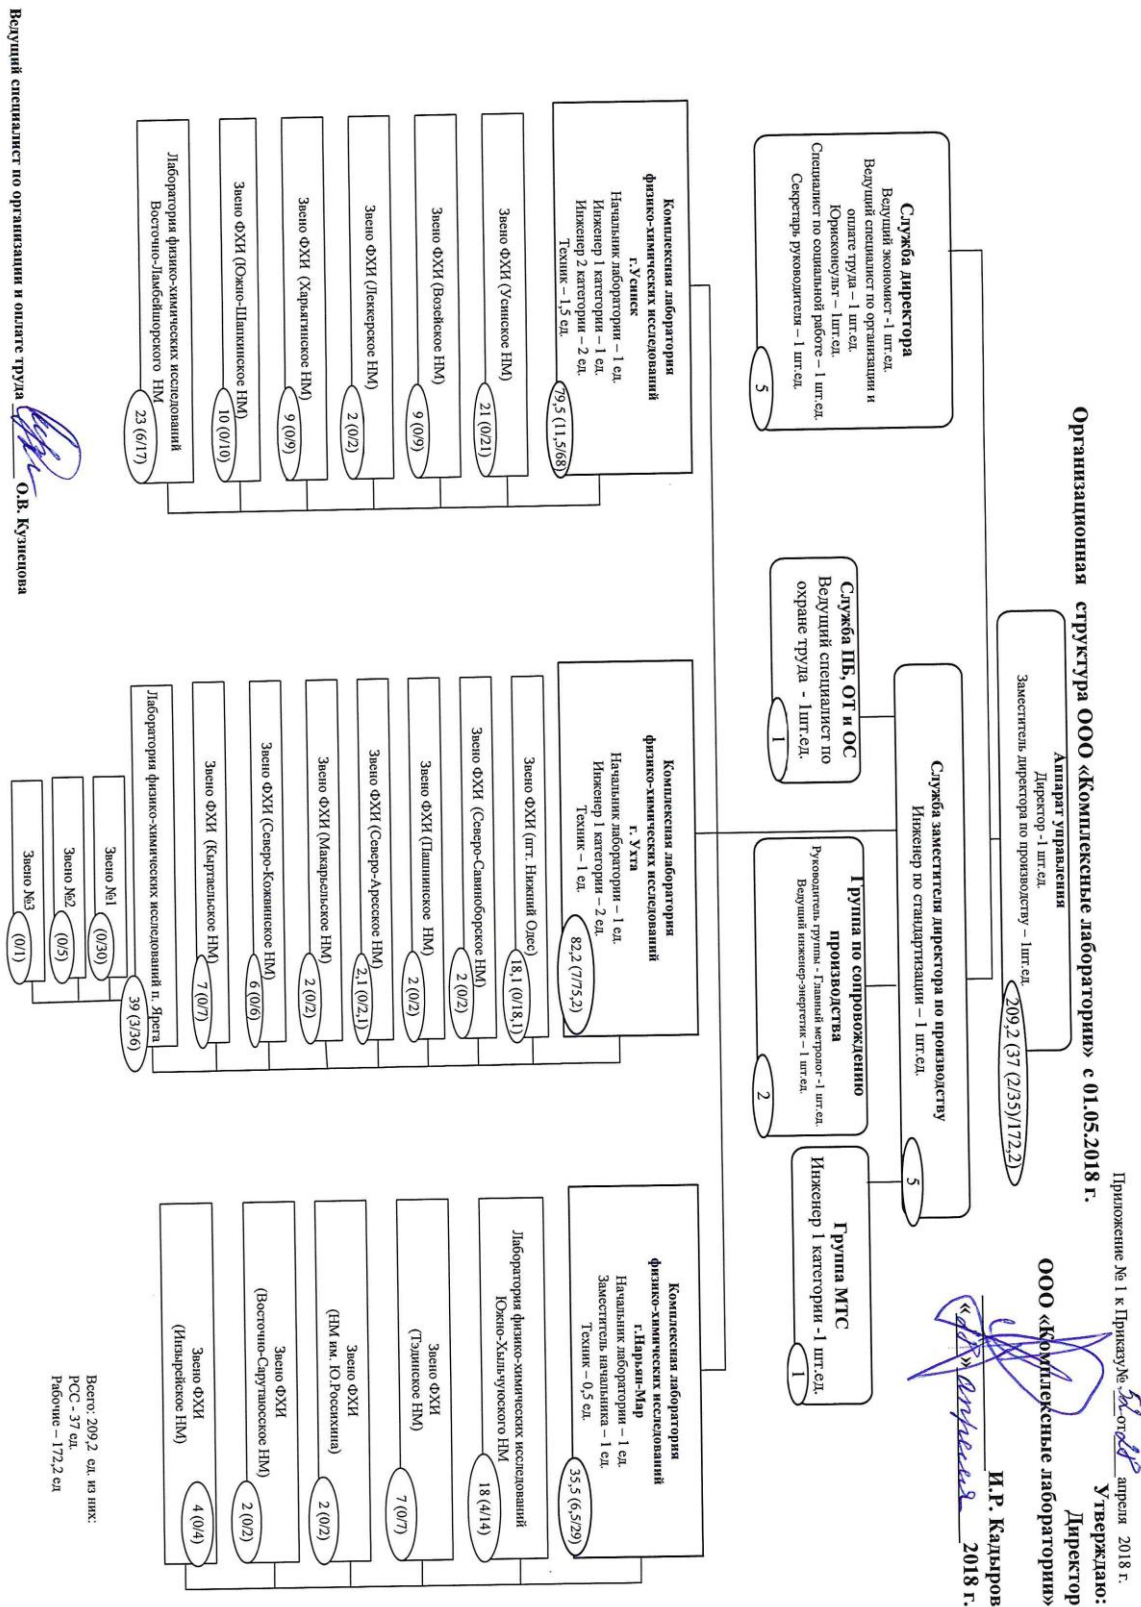 Приложение № 1 к Приказу№ 52 от 28 апреля 2018 г.
Утверждаю:
Директор
ООО «Комплексные лаборатории»
И.Р. Кадыров
«28» апреля 2018 г.
Организационная структура ООО «Комплексные лаборатории» с 01.05.2018 г.
Аппарат управления
Директор -1 шт.ед.
Заместитель директора по производству – 1шт.ед.
209,2 (37 (2/35)/172,2)
Служба директора
Ведущий экономист -1 шт.ед.
Ведущий специалист по организации и
оплате труда – 1 шт.ед.
Юрисконсульт – 1шт.ед.
Специалист по социальной работе – 1 шт.ед.
Секретарь руководителя – 1 шт.ед.
5
Служба заместителя директора по производству
Инженер по стандартизации – 1 шт.ед.
5
Служба ПБ, ОТ и ОС
Ведущий специалист по
охране труда - 1шт.ед.
1
Группа по сопровождению
производства
Руководитель группы - Главный метролог -1 шт.ед.
Ведущий инженер-энергетик – 1 шт.ед.
2
Группа МТС
Инженер 1 категории -1 шт.ед.
1
Комплексная лаборатория
физико-химических исследований
г.Усинск
Начальник лаборатории – 1 ед.
Инженер 1 категории – 1 ед.
Инженер 2 категории – 2 ед.
Техник – 1,5 ед.
79,5 (11,5/68)
Звено ФХИ (Усинское НМ)
21 (0/21)
Звено ФХИ (Возейское НМ)
9 (0/9)
Звено ФХИ (Леккерское НМ)
2 (0/2)
Звено ФХИ (Харьягинское НМ)
9 (0/9)
Звено ФХИ (Южно-Шапкинское НМ)
10 (0/10)
Лаборатория физико-химических исследований
Восточно-Ламбейшорского НМ
23 (6/17)
Комплексная лаборатория
физико-химических исследований
г. Ухта
Начальник лаборатории – 1 ед.
Инженер 1 категории – 2 ед.
Техник – 1 ед.
82,2 (7/75,2)
Звено ФХИ (пгт. Нижний Одес)
18,1 (0/18,1)
Звено ФХИ (Северо-Савиноборское НМ)
2 (0/2)
Звено ФХИ (Пашнинское НМ)
2 (0/2)
Звено ФХИ (Северо-Аресское НМ)
2,1 (0/2,1)
Звено ФХИ (Макарьельское НМ)
2 (0/2)
Звено ФХИ (Северо-Кожвинское НМ)
6 (0/6)
Звено ФХИ (Кыртаельское НМ)
7 (0/7)
Лаборатория физико-химических исследований п. Ярега
39 (3/36)
Звено №1
(0/30)
Звено №2
(0/5)
Звено №3
(0/1)
Комплексная лаборатория
физико-химических исследований
г.Нарьян-Мар
Начальник лаборатории – 1 ед.
Заместитель начальника – 1 ед.
Техник – 0,5 ед.
35,5 (6,5/29)
Лаборатория физико-химических исследований
Южно-Хыльчуюского НМ
18 (4/14)
Звено ФХИ
(Тэдинское НМ)
7 (0/7)
Звено ФХИ
(НМ им. Ю.Россихина)
2 (0/2)
Звено ФХИ
(Восточно-Сарутаюсское НМ)
2 (0/2)
Звено ФХИ
(Инзырейское НМ)
4 (0/4)
Всего: 209,2 ед. из них:
РСС - 37 ед.
Рабочие – 172,2 ед
Ведущий специалист по организации и оплате труда О.В. Кузнецова